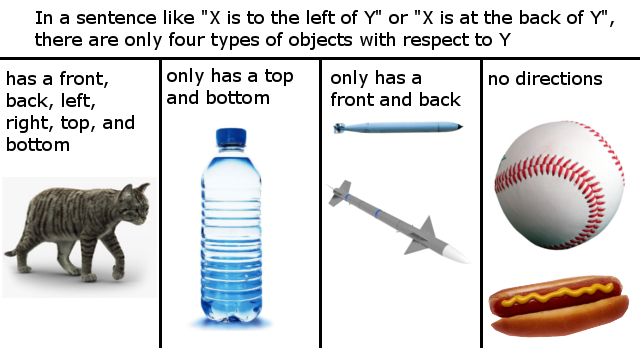 In a sentence like "X is to the left of Y" or "X is at the back of Y",
there are only four types of objects with respect to Y
has a front,
back, left,
right, top, and
bottom
only has a top
and bottom
only has a
front and back
no directions